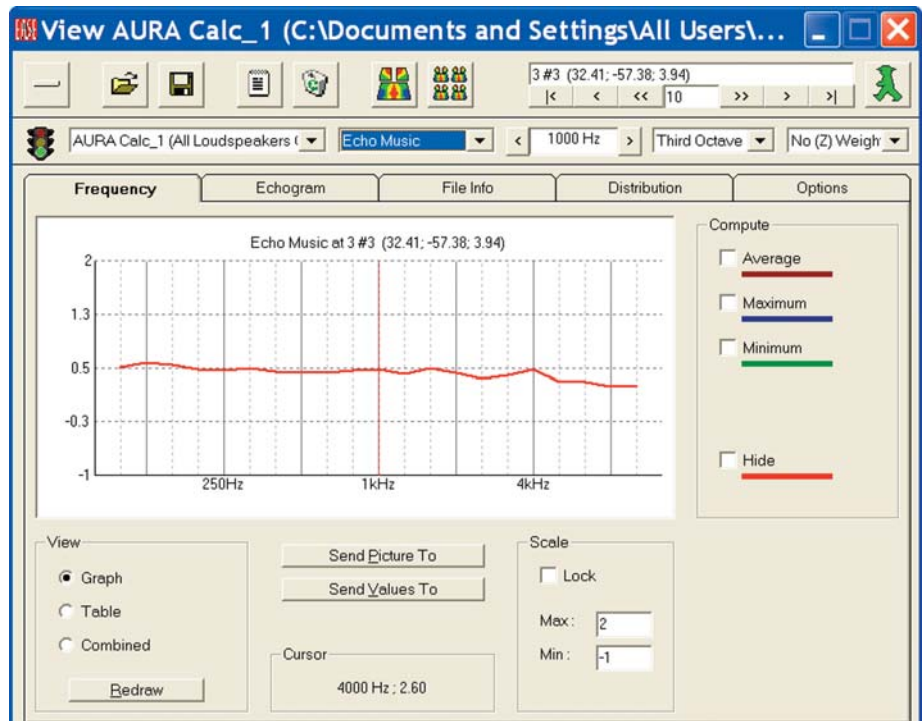 View AURA Calc_1 (C:\Documents and Settings\All Users\...
3 #3 (32.41; -57.38; 3.94)
|< < << 10 >> > >|
AURA Calc_1 (All Loudspeakers ( Echo Music < 1000 Hz > Third Octave No (Z) Weigh
Frequency Echogram File Info Distribution Options
Echo Music at 3 #3 (32.41; -57.38; 3.94)
2
1.3
0.5
-0.3
-1
250Hz 1kHz 4kHz
Compute
Average
Maximum
Minimum
Hide
View
Graph
Table
Combined
Redraw
Send Picture To
Send Values To
Cursor
4000 Hz ; 2.60
Scale
Lock
Max : 2
Min : -1